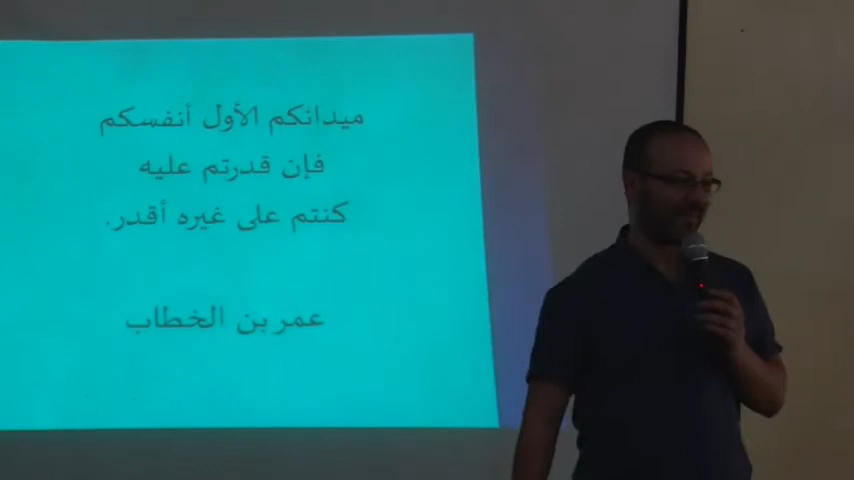 ميدانكم الأول أنفسكم
فإن قدرتم عليه
كنتم على غيره أقدر.
عمر بن الخطاب